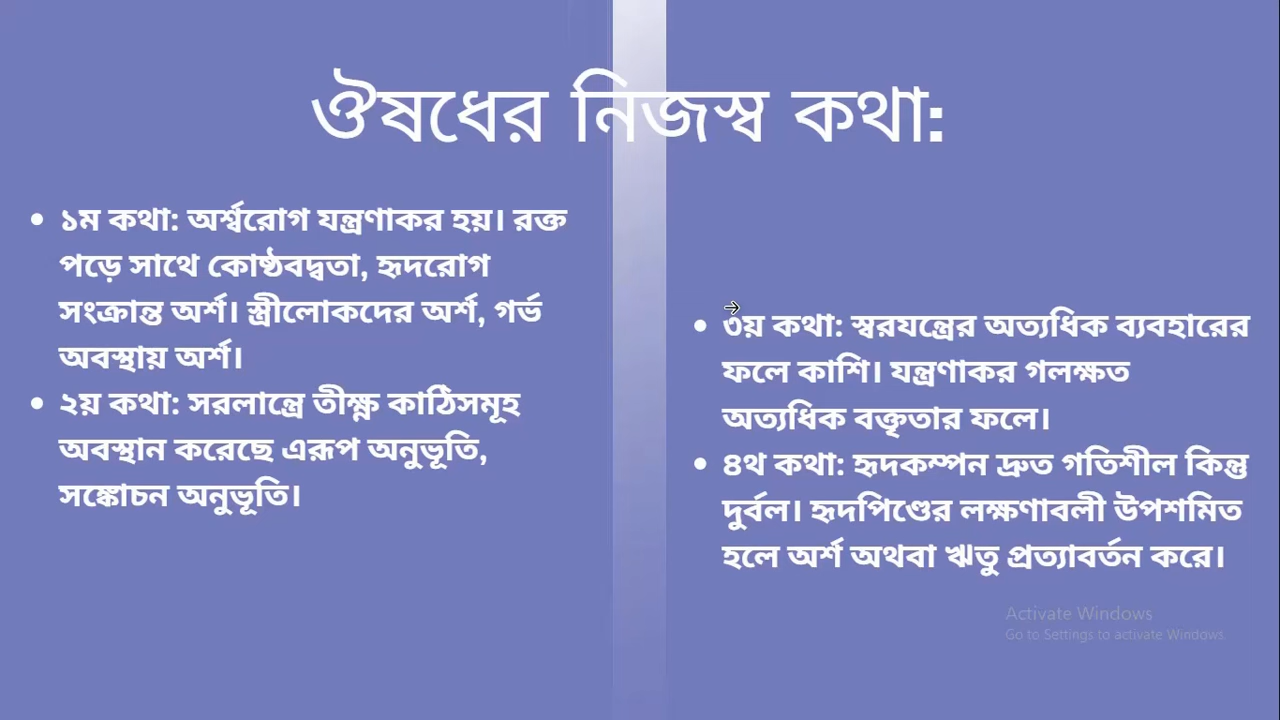 ঔষধের নিজস্ব কথা:
১ম কথা: অর্শ্বরোগ যন্ত্রণাকর হয়। রক্ত
পড়ে সাথে কোষ্ঠবদ্বতা, হৃদরোগ
সংক্রান্ত অর্শ। স্ত্রীলোকদের অর্শ, গর্ভ
অবস্থায় অর্শ।
২য় কথা: সরলান্ত্রে তীক্ষ্ণ কাঠিসমূহ
অবস্থান করেছে এরূপ অনুভূতি,
সঙ্কোচন অনুভূতি।
৩য় কথা: স্বরযন্ত্রের অত্যধিক ব্যবহারের
ফলে কাশি। যন্ত্রণাকর গলক্ষত
অত্যধিক বক্তৃতার ফলে।
৪থ কথা: হৃদকম্পন দ্রুত গতিশীল কিন্তু
দুর্বল। হৃদপিণ্ডের লক্ষণাবলী উপশমিত
হলে অর্শ অথবা ঋতু প্রত্যাবর্তন করে।
Activate Windows
Go to Settings to activate Windows.